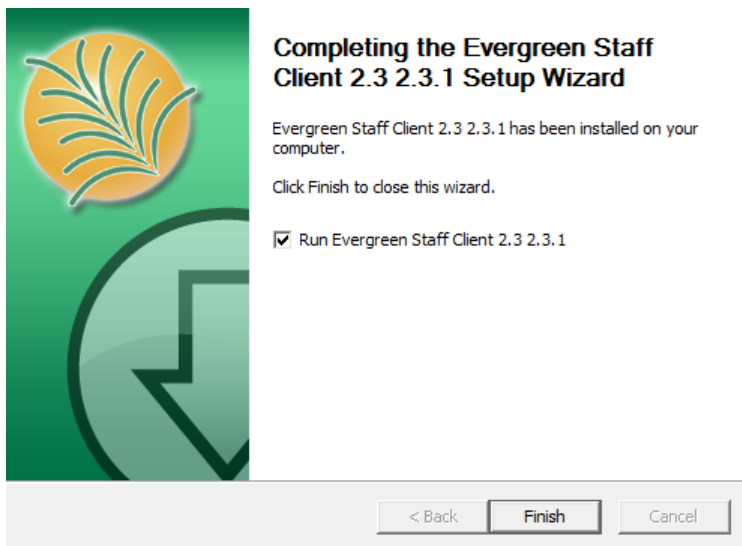 Completing the Evergreen Staff
Client 2.3 2.3.1 Setup Wizard
Evergreen Staff Client 2.3 2.3.1 has been installed on your
computer.
Click Finish to close this wizard.
Run Evergreen Staff Client 2.3 2.3.1
< Back
Finish
Cancel